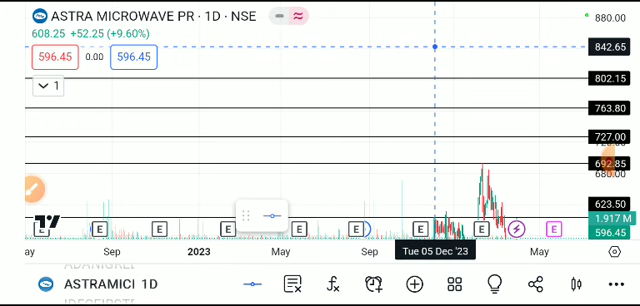 ASTRA MICROWAVE PR · 1D · NSE
608.25 +52.25 (+9.60%)
596.45 0.00 596.45
1
880.00
842.65
802.15
763.80
727.00
692.85
680.00
623.50
1.917 M
596.45
E E E E E E E E E
ay Sep 2023 May Sep Tue 05 Dec '23 May
ASTRAMICI 1D